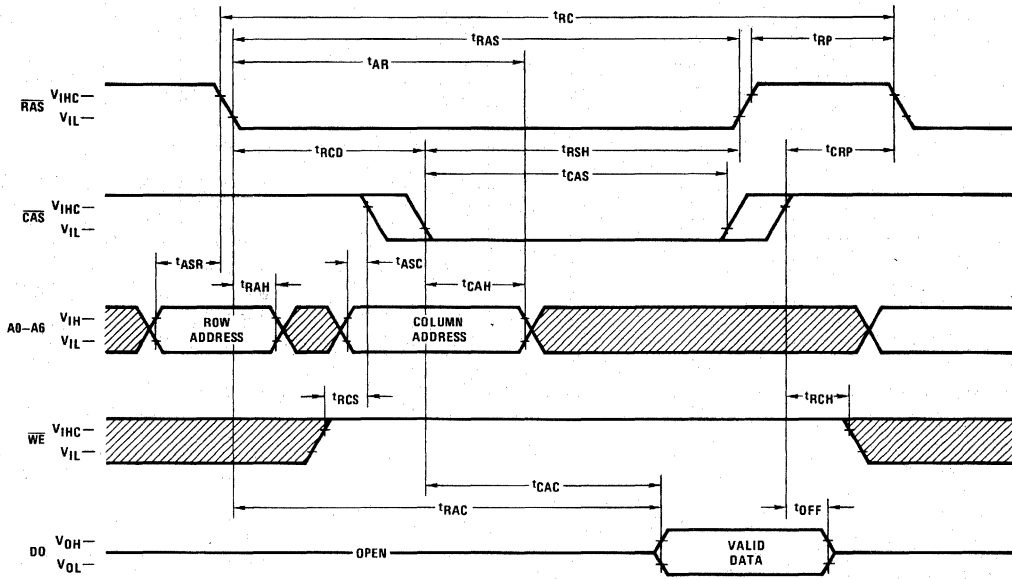 tRC
tRAS
tRP
tAR
RAS VIHC
VIL
tRCD
tRSH
tCRP
tCAS
CAS VIHC
VIL
tASR
tASC
tRAH
tCAH
A0–A6 VIH
VIL
ROW
ADDRESS
COLUMN
ADDRESS
tRCS
tRCH
WE VIHC
VIL
tCAC
tRAC
tOFF
DO VOH
VOL
OPEN
VALID
DATA